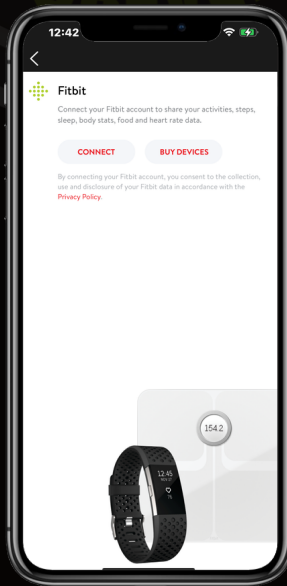 12:42
Fitbit
Connect your Fitbit account to share your activities, steps,
sleep, body stats, food and heart rate data.
CONNECT
BUY DEVICES
By connecting your Fitbit account, you consent to the collection,
use and disclosure of your Fitbit data in accordance with the
Privacy Policy.
154.2
12:45
75